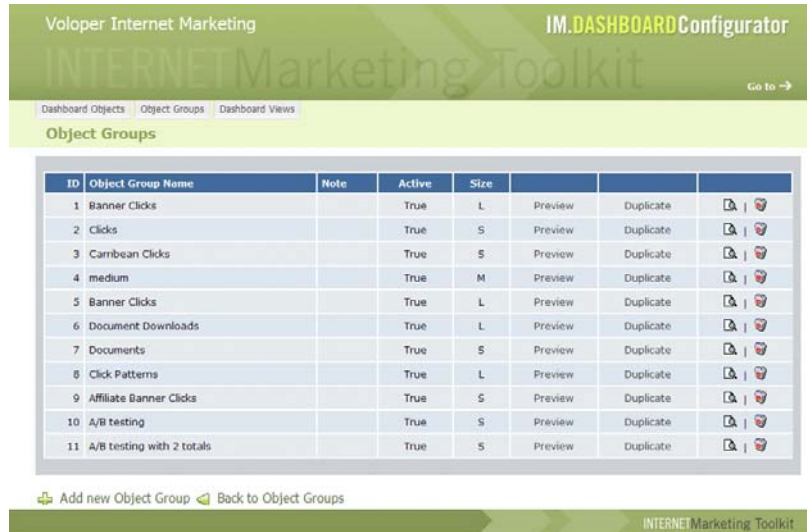 Voloper Internet Marketing
IM.DASHBOARDConfigurator
INTERNETMarketing Toolkit
Go to
Dashboard Objects Object Groups Dashboard Views
Object Groups
ID Object Group Name Note Active Size
1 Banner Clicks True L Preview Duplicate |
2 Clicks True S Preview Duplicate |
3 Carribean Clicks True S Preview Duplicate |
4 medium True M Preview Duplicate |
5 Banner Clicks True L Preview Duplicate |
6 Document Downloads True L Preview Duplicate |
7 Documents True S Preview Duplicate |
8 Click Patterns True L Preview Duplicate |
9 Affiliate Banner Clicks True S Preview Duplicate |
10 A/B testing True S Preview Duplicate |
11 A/B testing with 2 totals True S Preview Duplicate |
Add new Object Group Back to Object Groups
INTERNETMarketing Toolkit